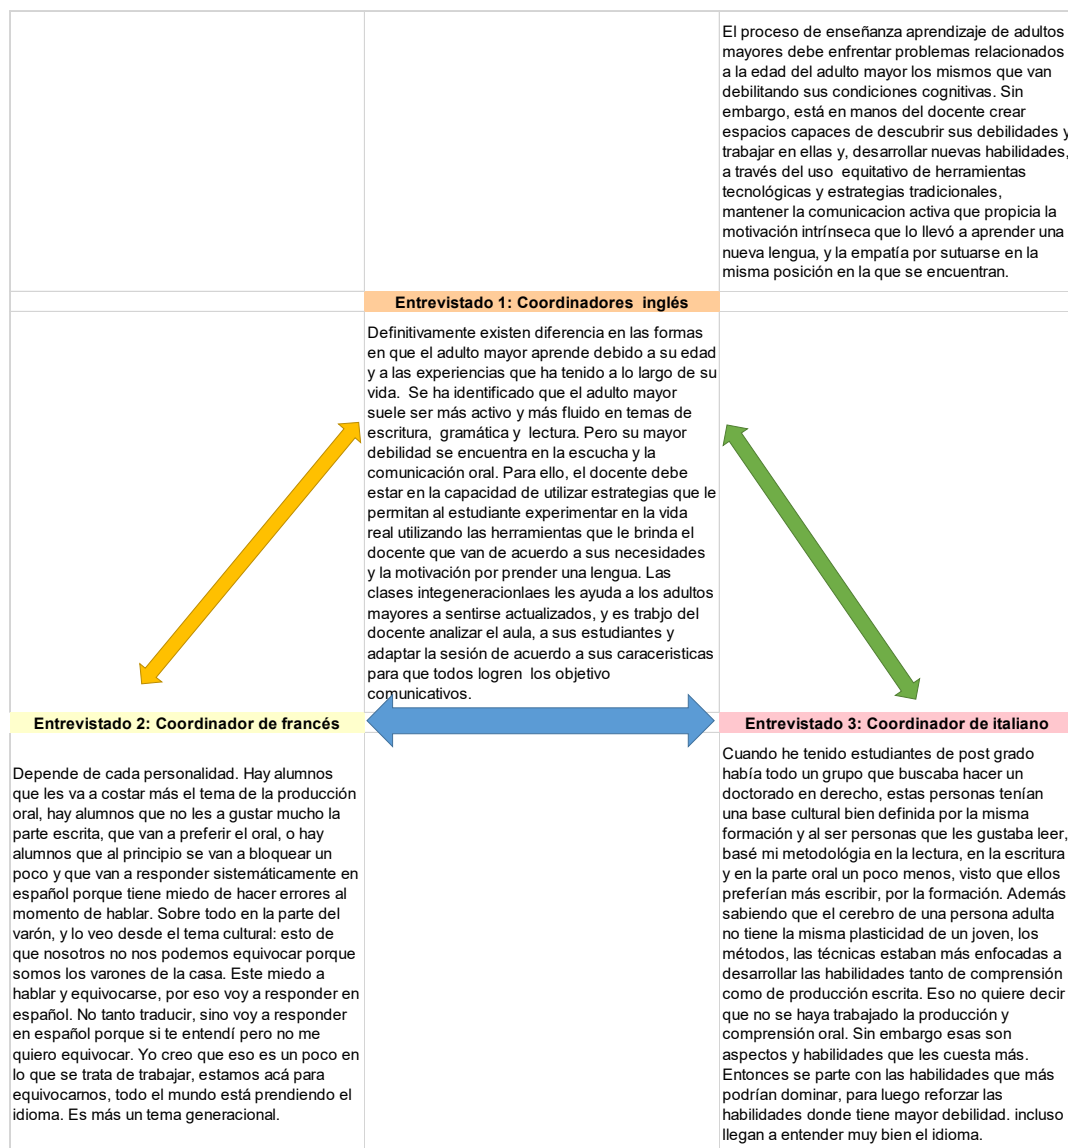 El proceso de enseñanza aprendizaje de adultos
mayores debe enfrentar problemas relacionados
a la edad del adulto mayor los mismos que van
debilitando sus condiciones cognitivas. Sin
embargo, está en manos del docente crear
espacios capaces de descubrir sus debilidades y
trabajar en ellas y, desarrollar nuevas habilidades,
a través del uso equitativo de herramientas
tecnológicas y estrategias tradicionales,
mantener la comunicacion activa que propicia la
motivación intrínseca que lo llevó a aprender una
nueva lengua, y la empatía por sutuarse en la
misma posición en la que se encuentran.
Entrevistado 1: Coordinadores inglés
Definitivamente existen diferencia en las formas
en que el adulto mayor aprende debido a su edad
y a las experiencias que ha tenido a lo largo de su
vida. Se ha identificado que el adulto mayor
suele ser más activo y más fluido en temas de
escritura, gramática y lectura. Pero su mayor
debilidad se encuentra en la escucha y la
comunicación oral. Para ello, el docente debe
estar en la capacidad de utilizar estrategias que le
permitan al estudiante experimentar en la vida
real utilizando las herramientas que le brinda el
docente que van de acuerdo a sus necesidades
y la motivación por prender una lengua. Las
clases integeneracionlaes les ayuda a los adultos
mayores a sentirse actualizados, y es trabjo del
docente analizar el aula, a sus estudiantes y
adaptar la sesión de acuerdo a sus caraceristicas
para que todos logren los objetivo
comunicativos.
Entrevistado 2: Coordinador de francés
Depende de cada personalidad. Hay alumnos
que les va a costar más el tema de la producción
oral, hay alumnos que no les a gustar mucho la
parte escrita, que van a preferir el oral, o hay
alumnos que al principio se van a bloquear un
poco y que van a responder sistemáticamente en
español porque tiene miedo de hacer errores al
momento de hablar. Sobre todo en la parte del
varón, y lo veo desde el tema cultural: esto de
que nosotros no nos podemos equivocar porque
somos los varones de la casa. Este miedo a
hablar y equivocarse, por eso voy a responder en
español. No tanto traducir, sino voy a responder
en español porque si te entendí pero no me
quiero equivocar. Yo creo que eso es un poco en
lo que se trata de trabajar, estamos acá para
equivocarnos, todo el mundo está prendiendo el
idioma. Es más un tema generacional.
Entrevistado 3: Coordinador de italiano
Cuando he tenido estudiantes de post grado
había todo un grupo que buscaba hacer un
doctorado en derecho, estas personas tenían
una base cultural bien definida por la misma
formación y al ser personas que les gustaba leer,
basé mi metodológia en la lectura, en la escritura
y en la parte oral un poco menos, visto que ellos
preferían más escribir, por la formación. Además
sabiendo que el cerebro de una persona adulta
no tiene la misma plasticidad de un joven, los
métodos, las técnicas estaban más enfocadas a
desarrollar las habilidades tanto de comprensión
como de producción escrita. Eso no quiere decir
que no se haya trabajado la producción y
comprensión oral. Sin embargo esas son
aspectos y habilidades que les cuesta más.
Entonces se parte con las habilidades que más
podrían dominar, para luego reforzar las
habilidades donde tiene mayor debilidad. incluso
llegan a entender muy bien el idioma.